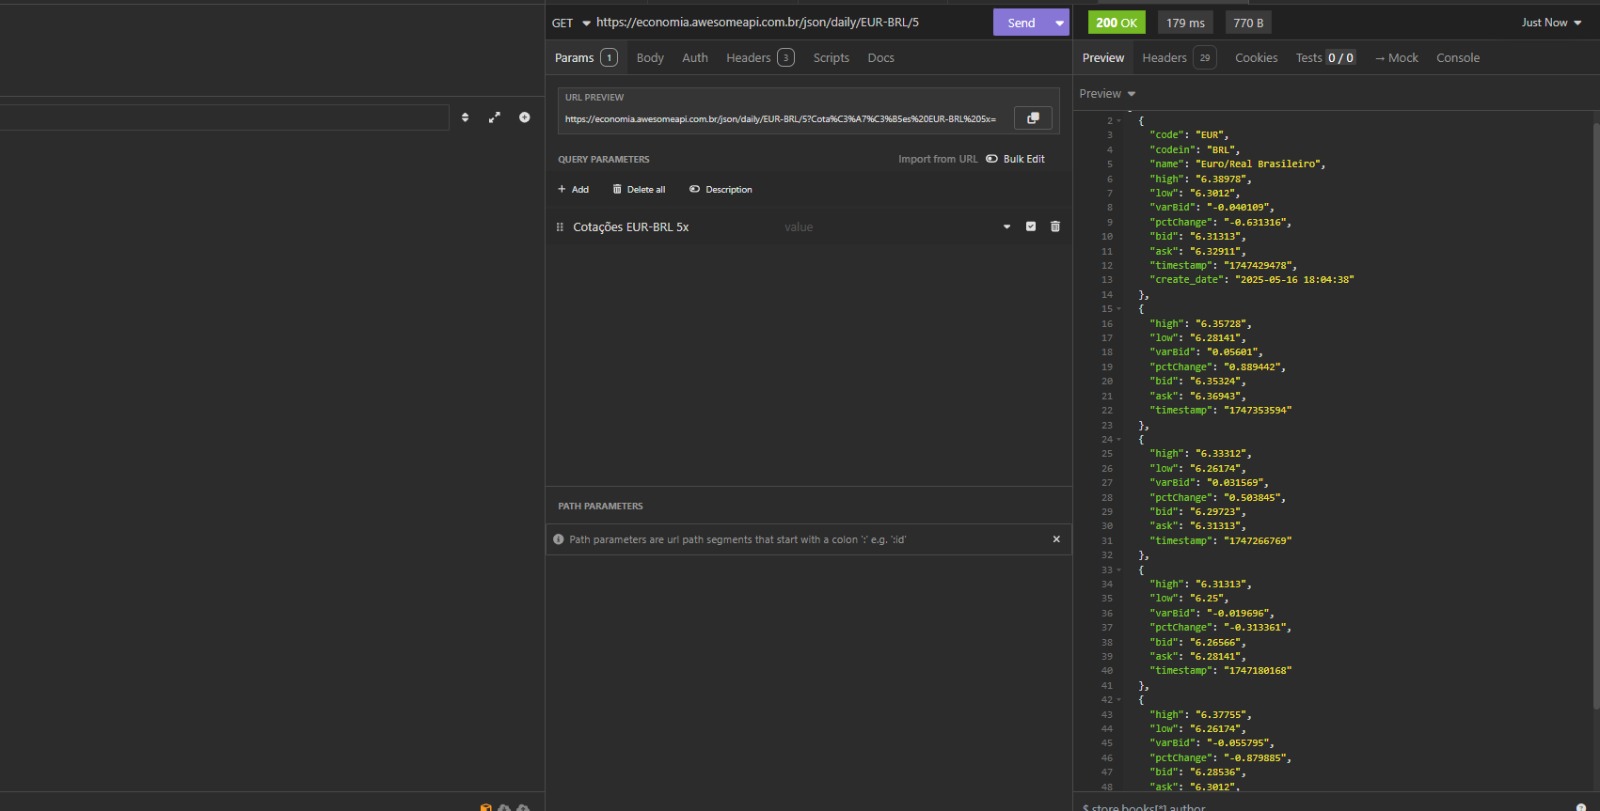 GET https://economia.awesomeapi.com.br/json/daily/EUR-BRL/5 Send
Params 1 Body Auth Headers 3 Scripts Docs
URL PREVIEW
https://economia.awesomeapi.com.br/json/daily/EUR-BRL/5?Cota%C3%A7%C3%B5es%20EUR-BRL%205x=
QUERY PARAMETERS Import from URL Bulk Edit
Add Delete all Description
Cotações EUR-BRL 5x value
PATH PARAMETERS
Path parameters are url path segments that start with a colon ':' e.g. ':id'
200 OK 179 ms 770 B Just Now
Preview Headers 29 Cookies Tests 0 / 0 → Mock Console
Preview
2 {
3 "code": "EUR",
4 "codein": "BRL",
5 "name": "Euro/Real Brasileiro",
6 "high": "6.38978",
7 "low": "6.3012",
8 "varBid": "-0.040109",
9 "pctChange": "-0.631316",
10 "bid": "6.31313",
11 "ask": "6.32911",
12 "timestamp": "1747429478",
13 "create_date": "2025-05-16 18:04:38"
14 },
15 {
16 "high": "6.35728",
17 "low": "6.28141",
18 "varBid": "0.05601",
19 "pctChange": "0.889442",
20 "bid": "6.35324",
21 "ask": "6.36943",
22 "timestamp": "1747353594"
23 },
24 {
25 "high": "6.33312",
26 "low": "6.26174",
27 "varBid": "0.031569",
28 "pctChange": "0.503845",
29 "bid": "6.29723",
30 "ask": "6.31313",
31 "timestamp": "1747266769"
32 },
33 {
34 "high": "6.31313",
35 "low": "6.25",
36 "varBid": "-0.019696",
37 "pctChange": "-0.313361",
38 "bid": "6.26566",
39 "ask": "6.28141",
40 "timestamp": "1747180168"
41 },
42 {
43 "high": "6.37755",
44 "low": "6.26174",
45 "varBid": "-0.055795",
46 "pctChange": "-0.879885",
47 "bid": "6.28536",
48 "ask": "6.3012",
$.store.books[*].author